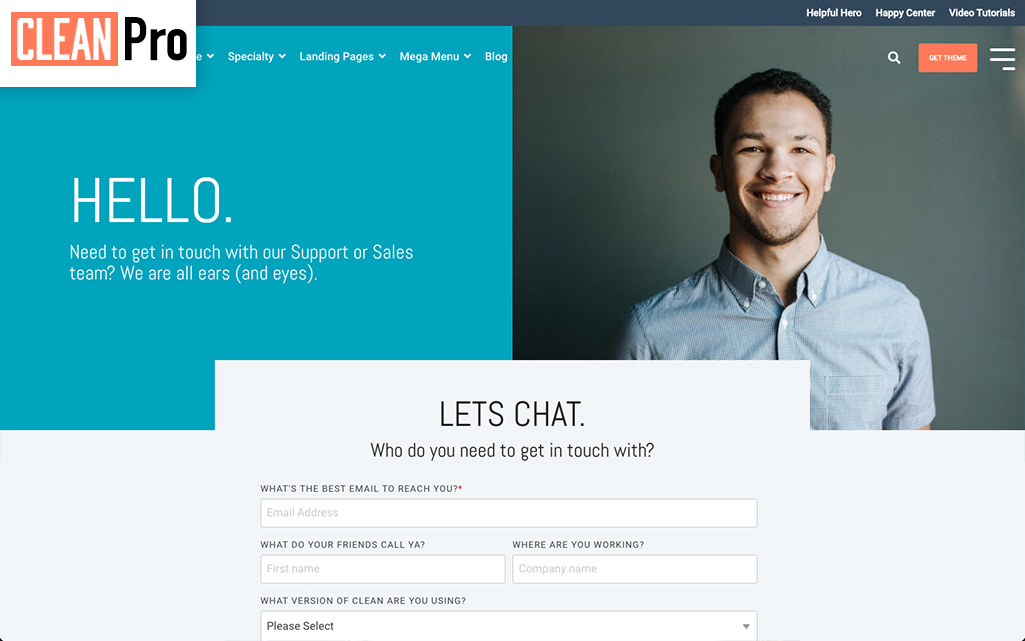 Helpful Hero Happy Center Video Tutorials
CLEAN Pro
e Specialty Landing Pages Mega Menu Blog GET THEME
HELLO.
Need to get in touch with our Support or Sales
team? We are all ears (and eyes).
LETS CHAT.
Who do you need to get in touch with?
WHAT'S THE BEST EMAIL TO REACH YOU?*
Email Address
WHAT DO YOUR FRIENDS CALL YA? WHERE ARE YOU WORKING?
First name Company name
WHAT VERSION OF CLEAN ARE YOU USING?
Please Select